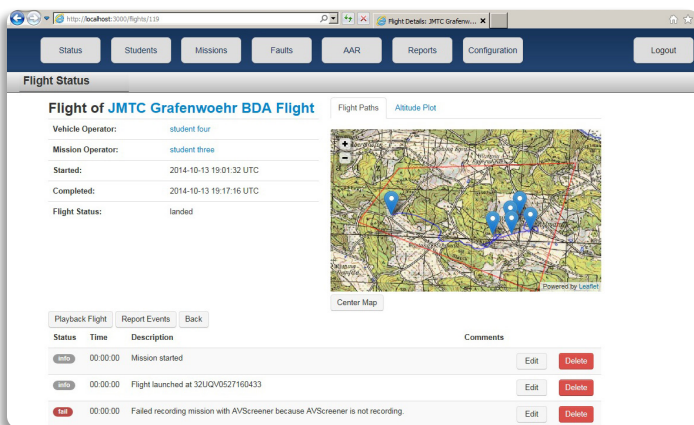 http://localhost:3000/flights/119
Flight Details: JMTC Grafenw...
Status
Students
Missions
Faults
AAR
Reports
Configuration
Logout
Flight Status
Flight of JMTC Grafenwoehr BDA Flight
Vehicle Operator: student four
Mission Operator: student three
Started: 2014-10-13 19:01:32 UTC
Completed: 2014-10-13 19:17:16 UTC
Flight Status: landed
Flight Paths
Altitude Plot
+
−
Powered by Leaflet
Center Map
Playback Flight
Report Events
Back
Status Time Description Comments
info 00:00:00 Mission started Edit Delete
info 00:00:00 Flight launched at 32UQV0527160433 Edit Delete
fail 00:00:00 Failed recording mission with AVScreener because AVScreener is not recording. Edit Delete